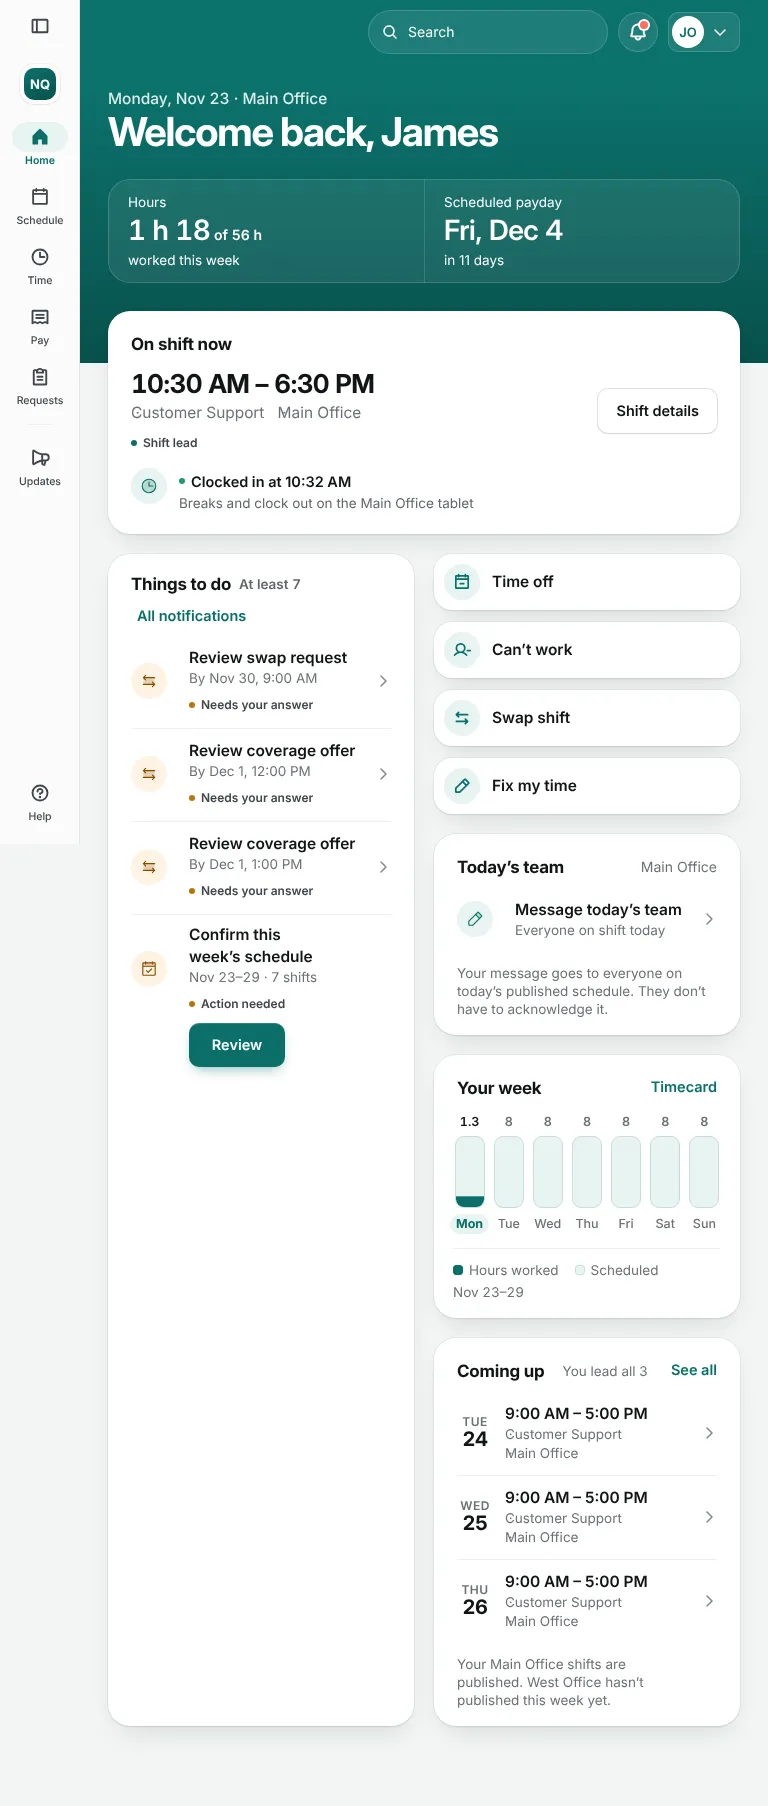 NQ
Home
Schedule
Time
Pay
Requests
Updates
Help
Search
JO
Monday, Nov 23 · Main Office
Welcome back, James
Hours
1 h 18 of 56 h
worked this week
Scheduled payday
Fri, Dec 4
in 11 days
On shift now
10:30 AM – 6:30 PM
Customer Support Main Office
Shift lead
Clocked in at 10:32 AM
Breaks and clock out on the Main Office tablet
Shift details
Things to do At least 7
All notifications
Review swap request
By Nov 30, 9:00 AM
Needs your answer
Review coverage offer
By Dec 1, 12:00 PM
Needs your answer
Review coverage offer
By Dec 1, 1:00 PM
Needs your answer
Confirm this
week’s schedule
Nov 23–29 · 7 shifts
Action needed
Review
Time off
Can’t work
Swap shift
Fix my time
Today’s team Main Office
Message today’s team
Everyone on shift today
Your message goes to everyone on
today’s published schedule. They don’t
have to acknowledge it.
Your week Timecard
1.3 8 8 8 8 8 8
Mon Tue Wed Thu Fri Sat Sun
Hours worked Scheduled
Nov 23–29
Coming up You lead all 3 See all
TUE
24
9:00 AM – 5:00 PM
Customer Support
Main Office
WED
25
9:00 AM – 5:00 PM
Customer Support
Main Office
THU
26
9:00 AM – 5:00 PM
Customer Support
Main Office
Your Main Office shifts are
published. West Office hasn’t
published this week yet.